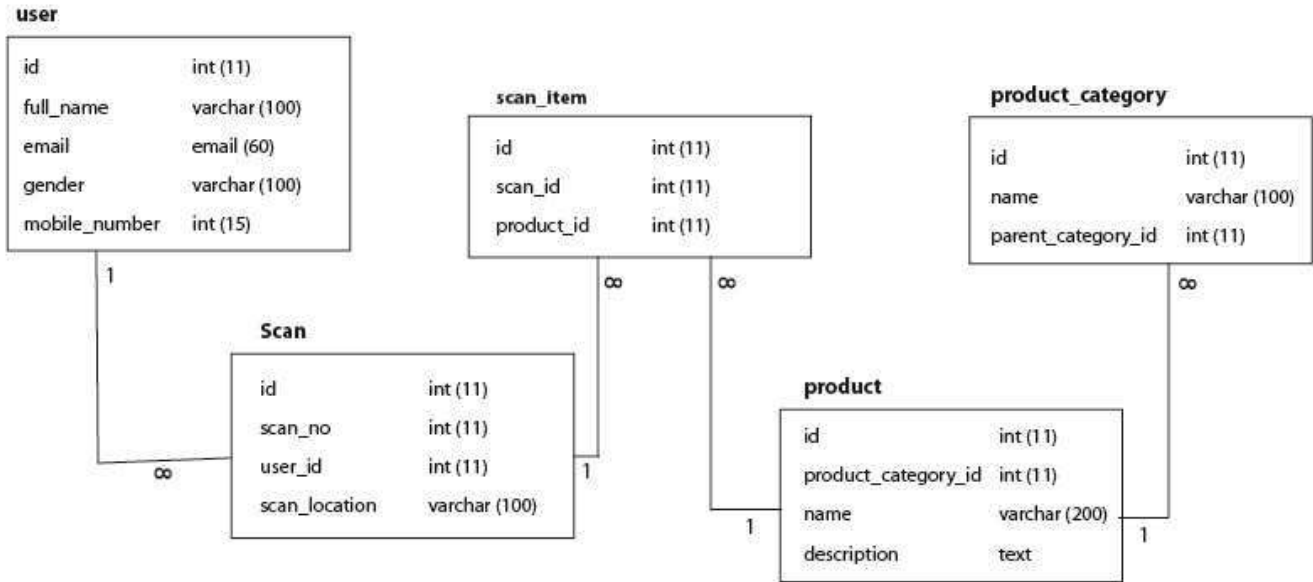 user
id int (11)
full_name varchar (100)
email email (60)
gender varchar (100)
mobile_number int (15)
1
∞
scan_item
id int (11)
scan_id int (11)
product_id int (11)
∞
∞
product_category
id int (11)
name varchar (100)
parent_category_id int (11)
∞
Scan
id int (11)
scan_no int (11)
user_id int (11)
scan_location varchar (100)
1
product
id int (11)
product_category_id int (11)
name varchar (200)
description text
1
1